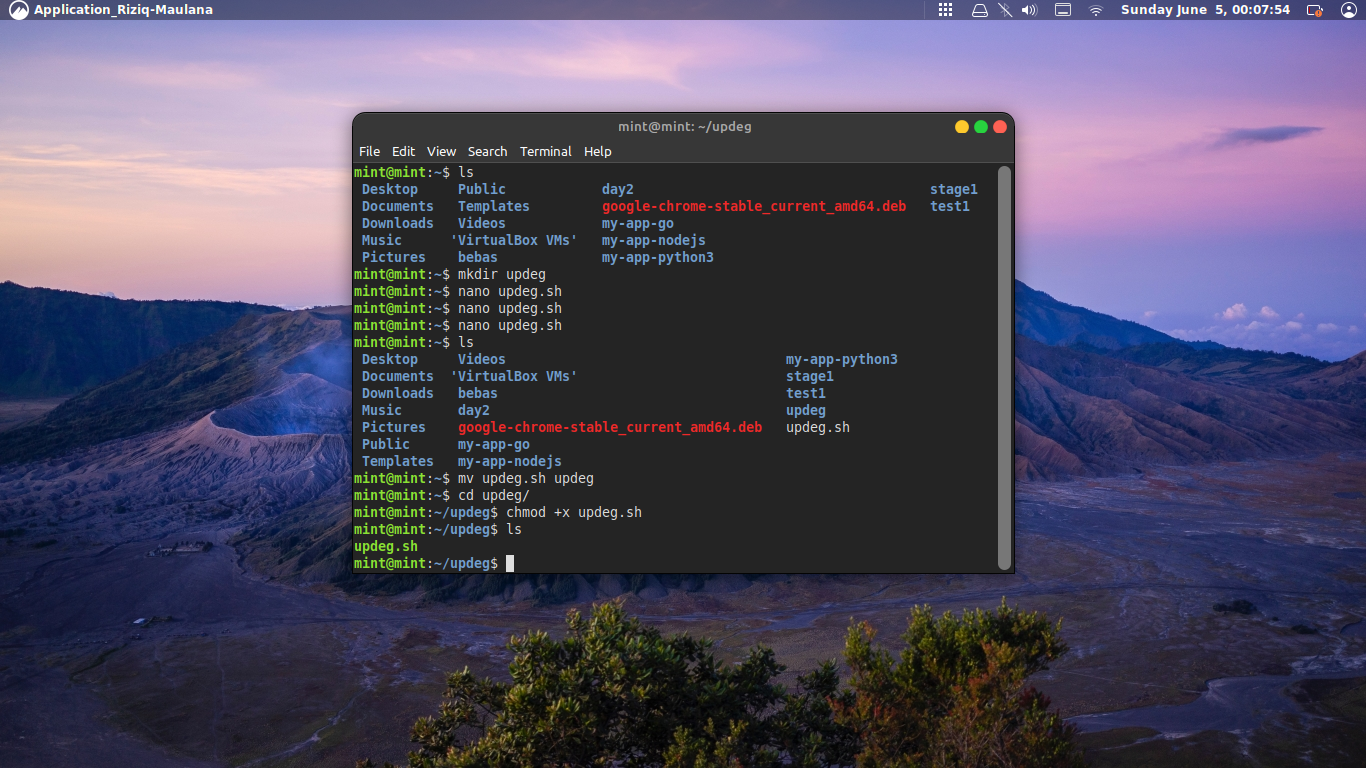 Application_Riziq-Maulana
Sunday June 5, 00:07:54
mint@mint: ~/updeg
File Edit View Search Terminal Help
mint@mint:~$ ls
Desktop Public day2 stage1
Documents Templates google-chrome-stable_current_amd64.deb test1
Downloads Videos my-app-go
Music 'VirtualBox VMs' my-app-nodejs
Pictures bebas my-app-python3
mint@mint:~$ mkdir updeg
mint@mint:~$ nano updeg.sh
mint@mint:~$ nano updeg.sh
mint@mint:~$ nano updeg.sh
mint@mint:~$ ls
Desktop Videos my-app-python3
Documents 'VirtualBox VMs' stage1
Downloads bebas test1
Music day2 updeg
Pictures google-chrome-stable_current_amd64.deb updeg.sh
Public my-app-go
Templates my-app-nodejs
mint@mint:~$ mv updeg.sh updeg
mint@mint:~$ cd updeg/
mint@mint:~/updeg$ chmod +x updeg.sh
mint@mint:~/updeg$ ls
updeg.sh
mint@mint:~/updeg$